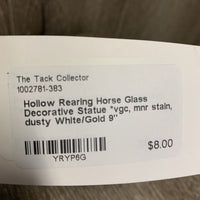 The Tack Collector
1002781-383
Hollow Rearing Horse Glass
Decorative Statue *vgc, mnr stain,
dusty White/Gold 9"
$8.00
YRYP6G